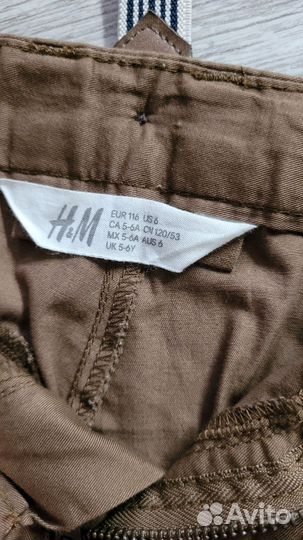 H&M
EUR 116 US 6
CA 5-6A CN 120/53
MX 5-6A AUS 6
UK 5-6Y
Avito